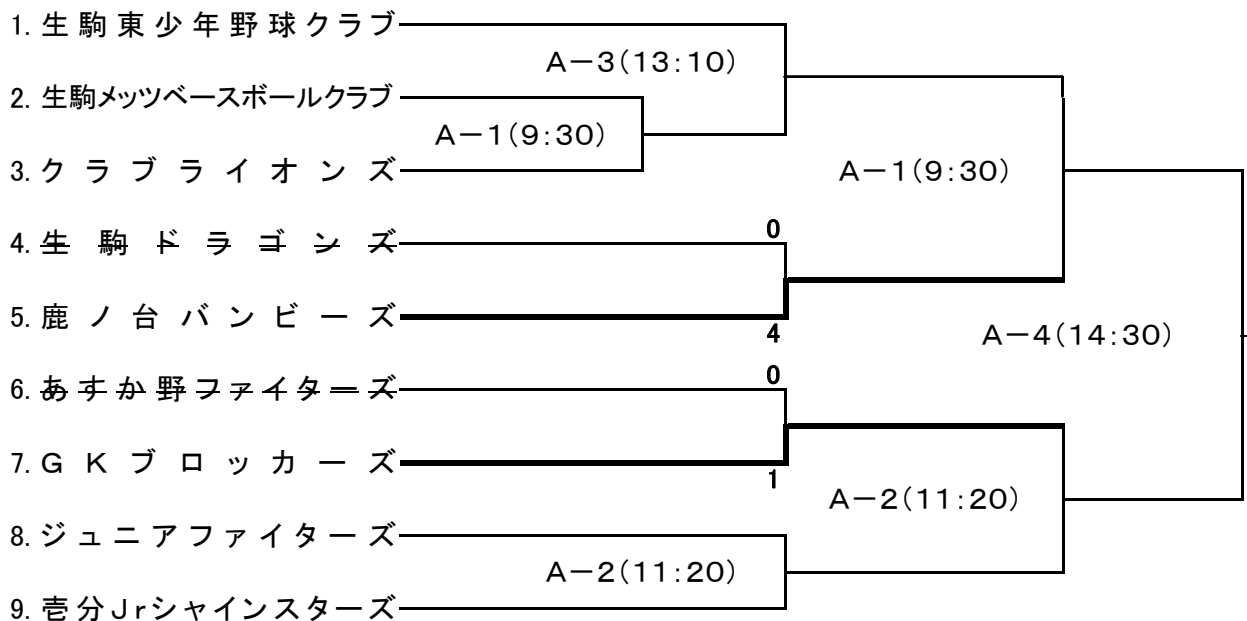 1. 生駒東少年野球クラブ
A－3(13:10)
2. 生駒メッツベースボールクラブ
A－1(9:30)
3. クラブライオンズ
A－1(9:30)
4. 生駒ドラゴンズ
0
5. 鹿ノ台バンビーズ
4
A－4(14:30)
6. あすか野ファイターズ
0
7. GKブロッカーズ
1
A－2(11:20)
8. ジュニアファイターズ
A－2(11:20)
9. 壱分Jrシャインスターズ